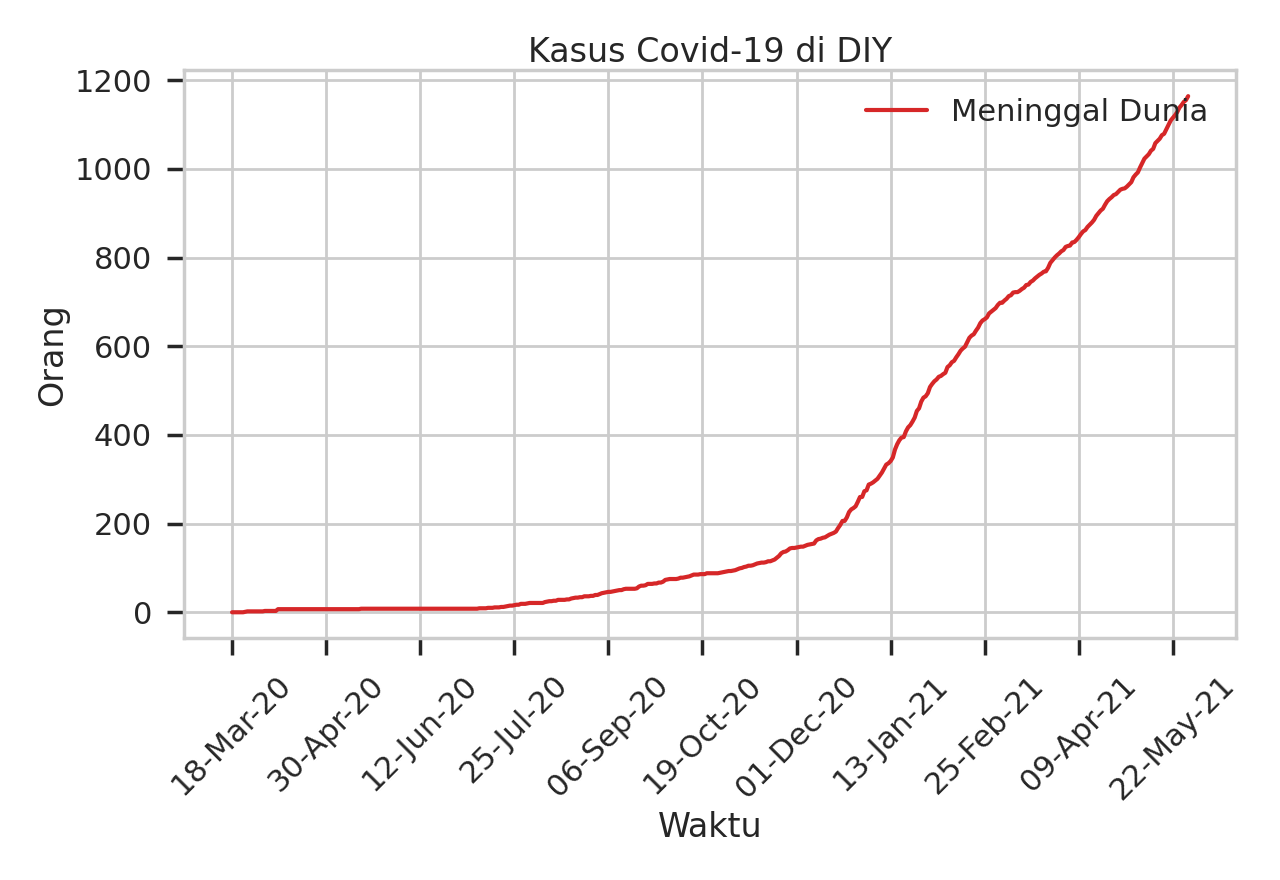 Kasus Covid-19 di DIY
Meninggal Dunia
Orang
1200
1000
800
600
400
200
0
18-Mar-20
30-Apr-20
12-Jun-20
25-Jul-20
06-Sep-20
19-Oct-20
01-Dec-20
13-Jan-21
25-Feb-21
09-Apr-21
22-May-21
Waktu